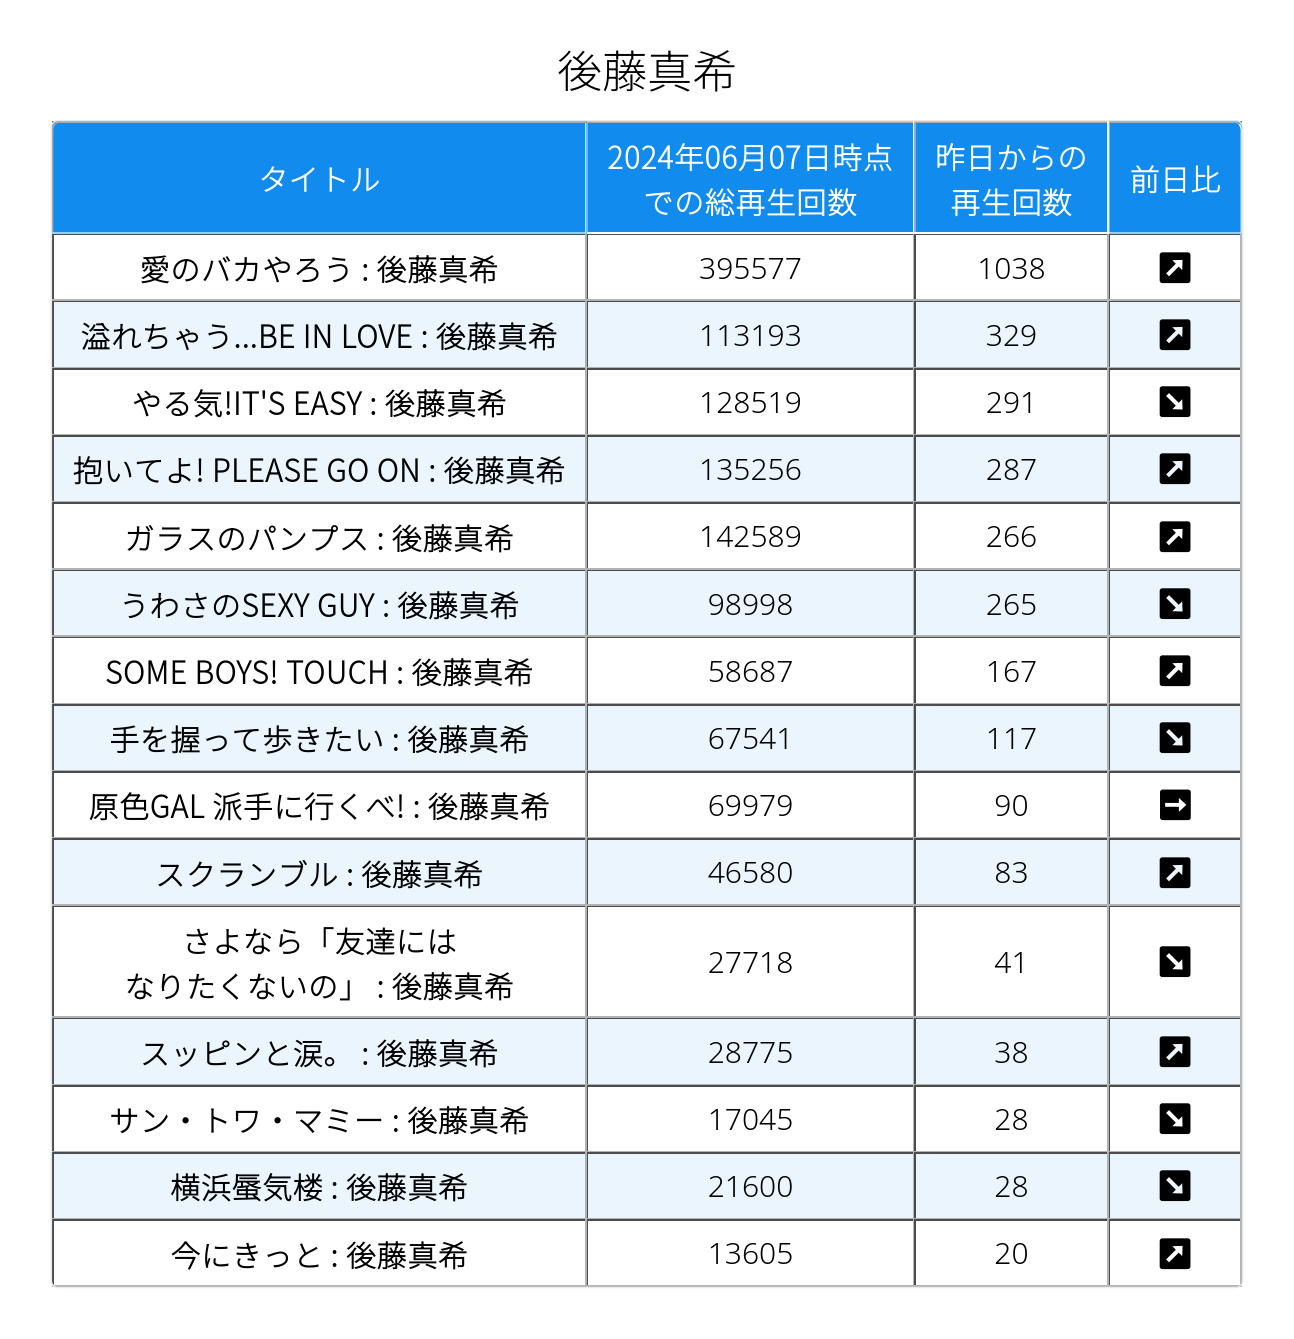 後藤真希
タイトル
2024年06月07日時点
での総再生回数
昨日からの
再生回数
前日比
愛のバカやろう : 後藤真希 395577 1038 ↗
溢れちゃう...BE IN LOVE : 後藤真希 113193 329 ↗
やる気!IT'S EASY : 後藤真希 128519 291 ↘
抱いてよ! PLEASE GO ON : 後藤真希 135256 287 ↗
ガラスのパンプス : 後藤真希 142589 266 ↗
うわさのSEXY GUY : 後藤真希 98998 265 ↘
SOME BOYS! TOUCH : 後藤真希 58687 167 ↗
手を握って歩きたい : 後藤真希 67541 117 ↘
原色GAL 派手に行くべ! : 後藤真希 69979 90 →
スクランブル : 後藤真希 46580 83 ↗
さよなら「友達には
なりたくないの」 : 後藤真希 27718 41 ↘
スッピンと涙。 : 後藤真希 28775 38 ↗
サン・トワ・マミー : 後藤真希 17045 28 ↘
横浜蜃気楼 : 後藤真希 21600 28 ↘
今にきっと : 後藤真希 13605 20 ↗